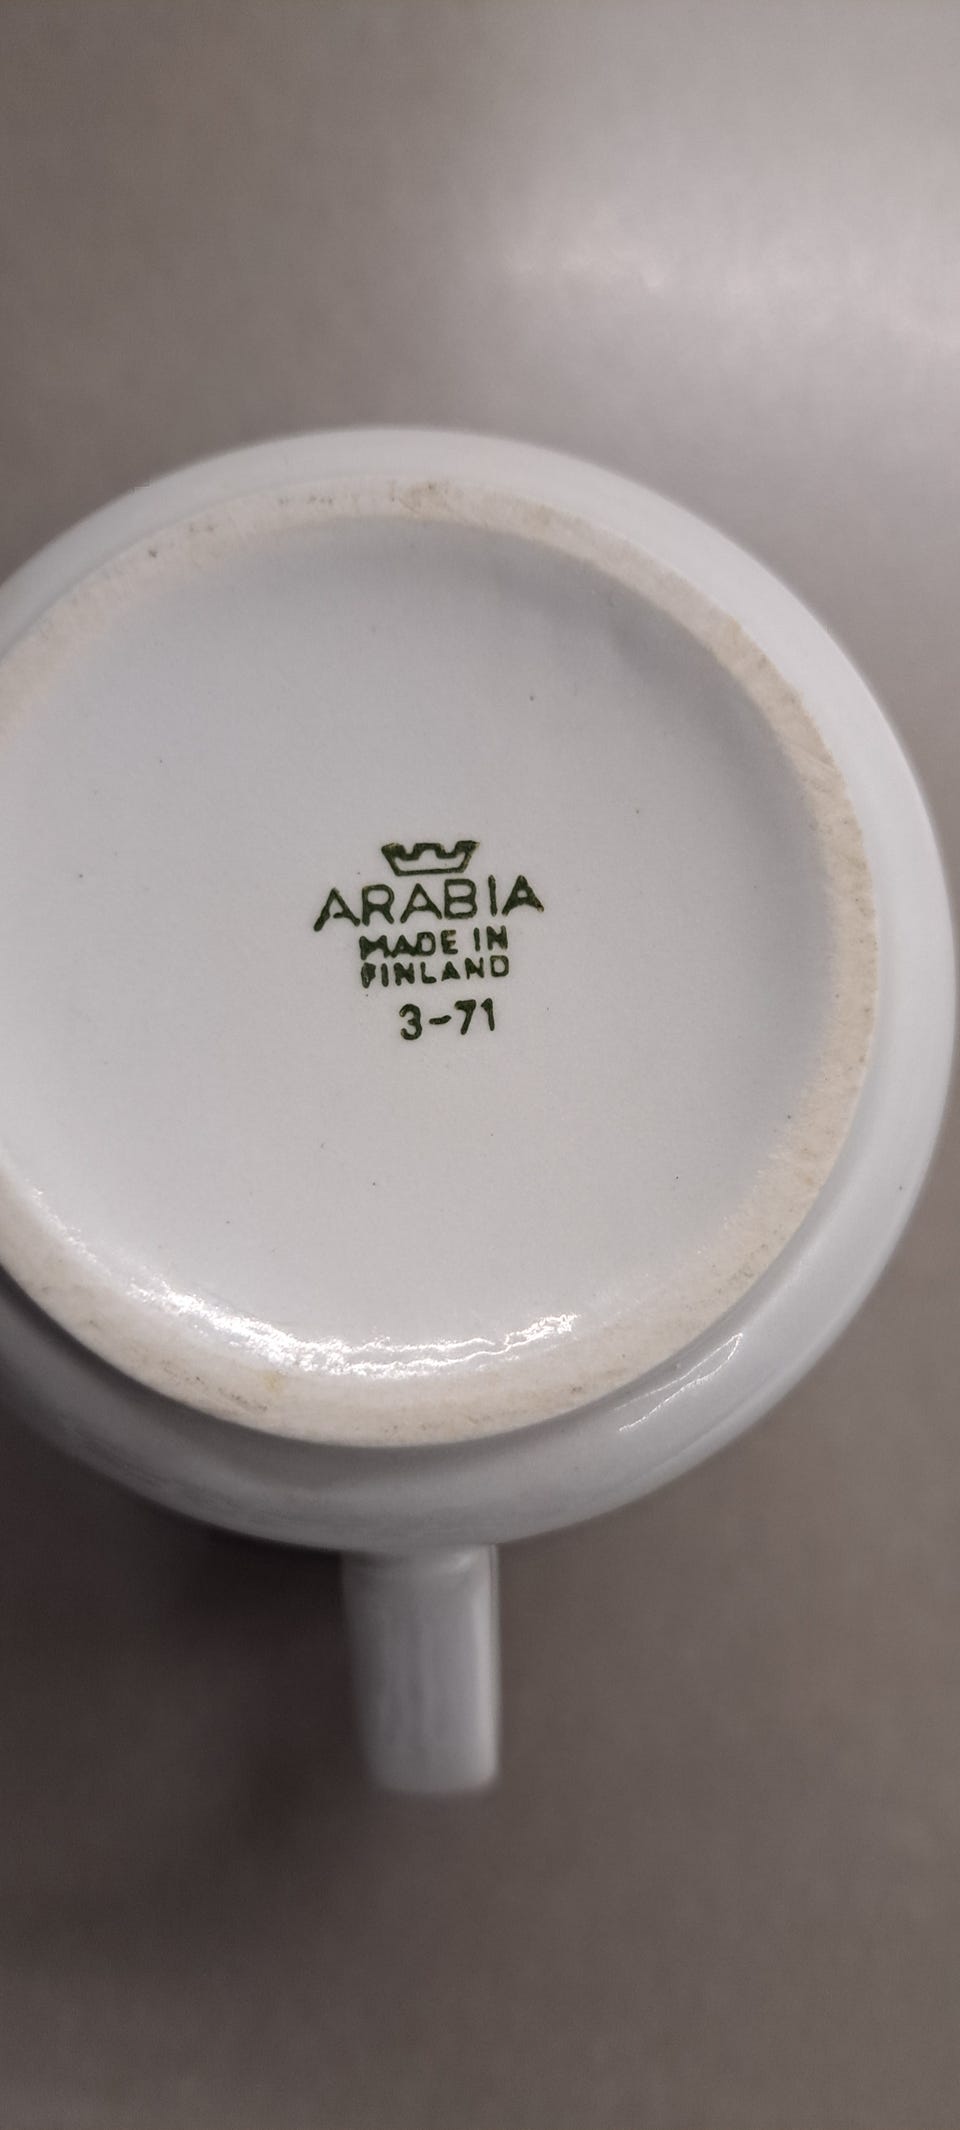 ARABIA
MADE IN
FINLAND
3-71